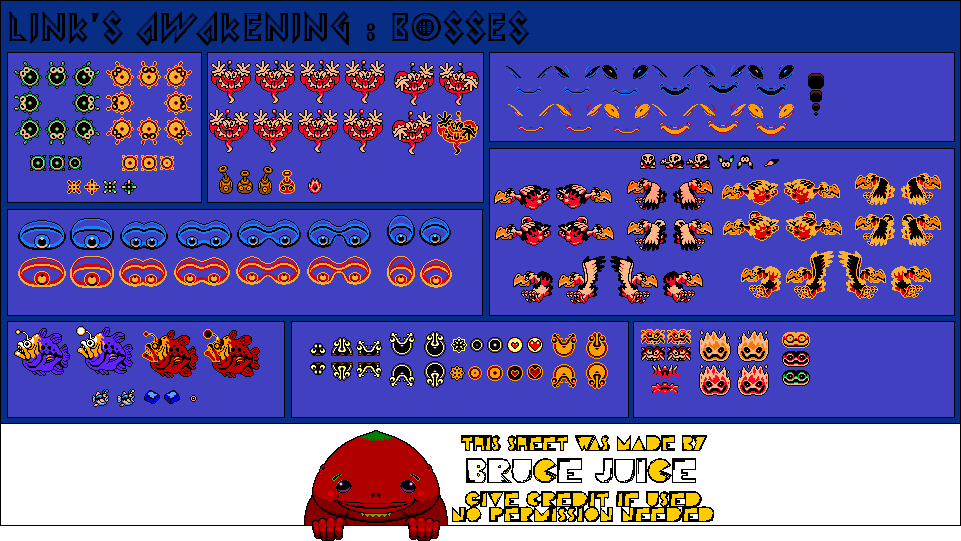 LINK'S AWAKENING : BOSSES
THIS SHEET WAS MADE BY
BRUCE JUICE
GIVE CREDIT IF USED
NO PERMISSION NEEDED